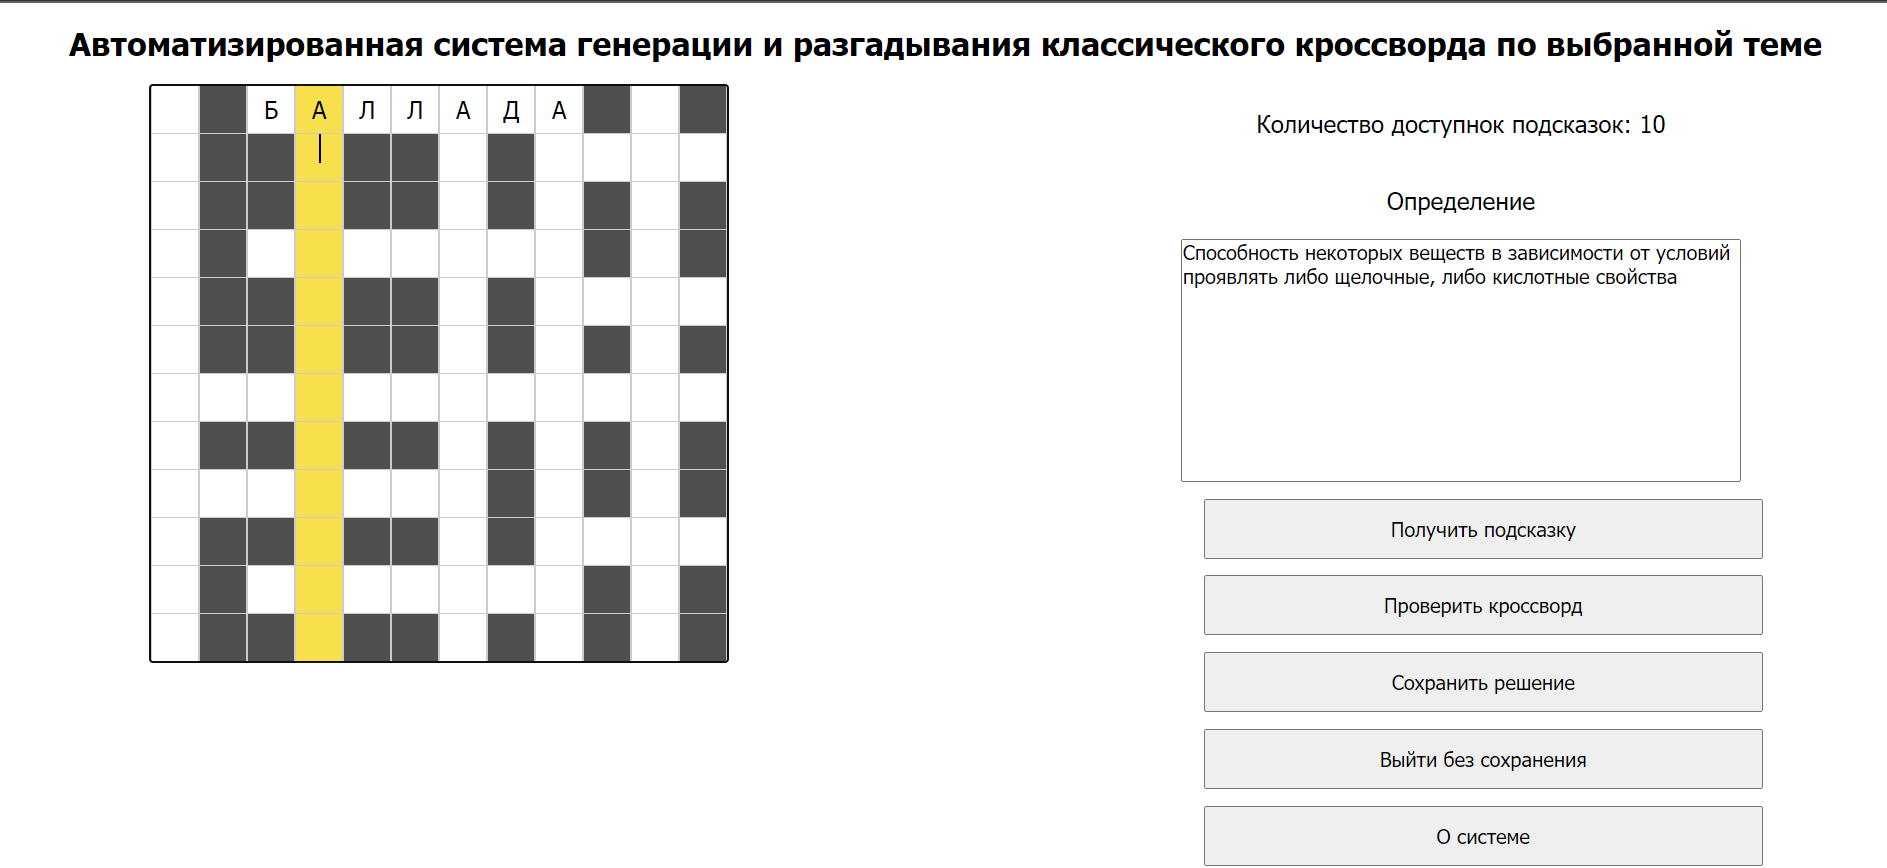 Автоматизированная система генерации и разгадывания классического кроссворда по выбранной теме
БАЛЛАДА
Количество доступнок подсказок: 10
Определение
Способность некоторых веществ в зависимости от условий
проявлять либо щелочные, либо кислотные свойства
Получить подсказку
Проверить кроссворд
Сохранить решение
Выйти без сохранения
О системе